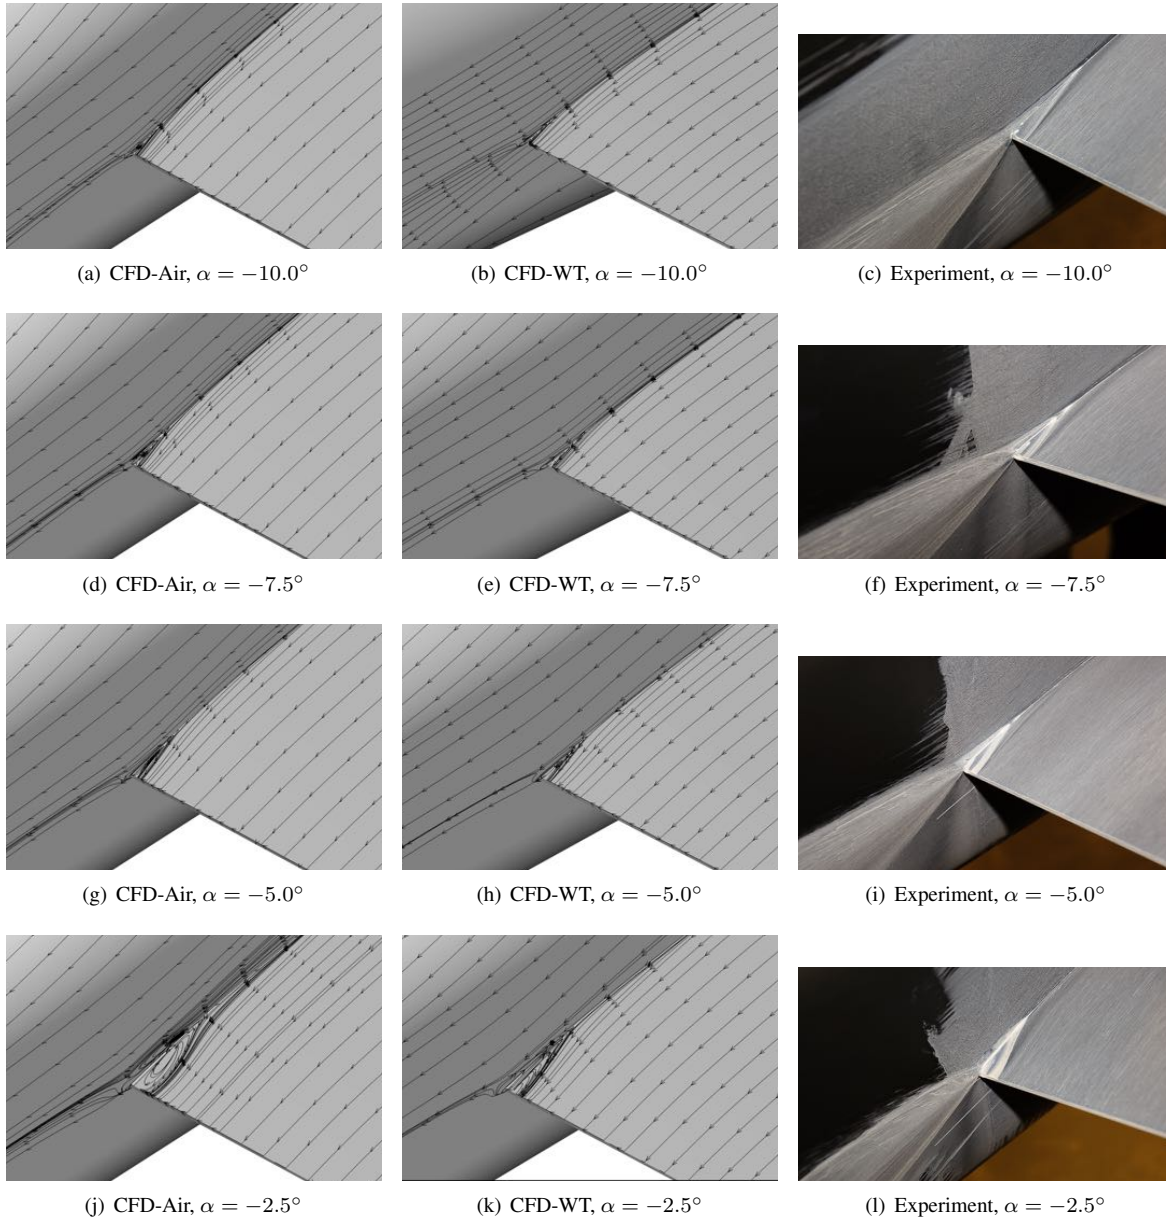 (a) CFD-Air, α = −10.0°
(b) CFD-WT, α = −10.0°
(c) Experiment, α = −10.0°
(d) CFD-Air, α = −7.5°
(e) CFD-WT, α = −7.5°
(f) Experiment, α = −7.5°
(g) CFD-Air, α = −5.0°
(h) CFD-WT, α = −5.0°
(i) Experiment, α = −5.0°
(j) CFD-Air, α = −2.5°
(k) CFD-WT, α = −2.5°
(l) Experiment, α = −2.5°